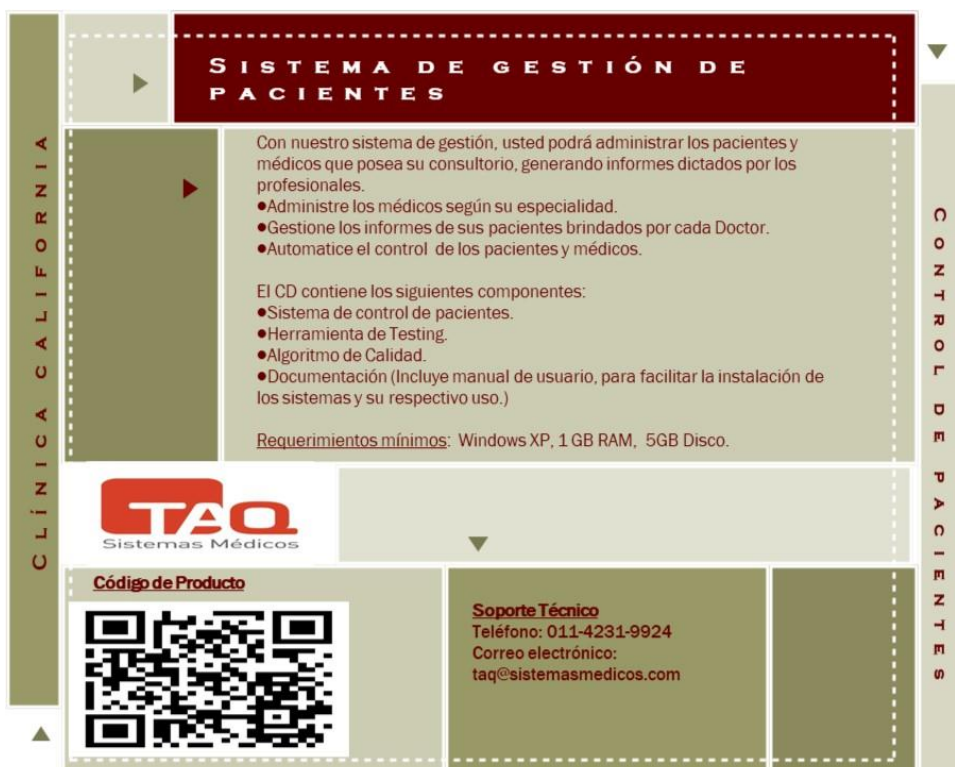 SISTEMA DE GESTIÓN DE
PACIENTES
CLÍNICA CALIFORNIA
Con nuestro sistema de gestión, usted podrá administrar los pacientes y
médicos que posea su consultorio, generando informes dictados por los
profesionales.
●Administre los médicos según su especialidad.
●Gestione los informes de sus pacientes brindados por cada Doctor.
●Automatice el control de los pacientes y médicos.
El CD contiene los siguientes componentes:
●Sistema de control de pacientes.
●Herramienta de Testing.
●Algoritmo de Calidad.
●Documentación (Incluye manual de usuario, para facilitar la instalación de
los sistemas y su respectivo uso.)
Requerimientos mínimos: Windows XP, 1 GB RAM, 5GB Disco.
CONTROL DE PACIENTES
TAQ
Sistemas Médicos
Código de Producto
Soporte Técnico
Teléfono: 011-4231-9924
Correo electrónico:
taq@sistemasmedicos.com